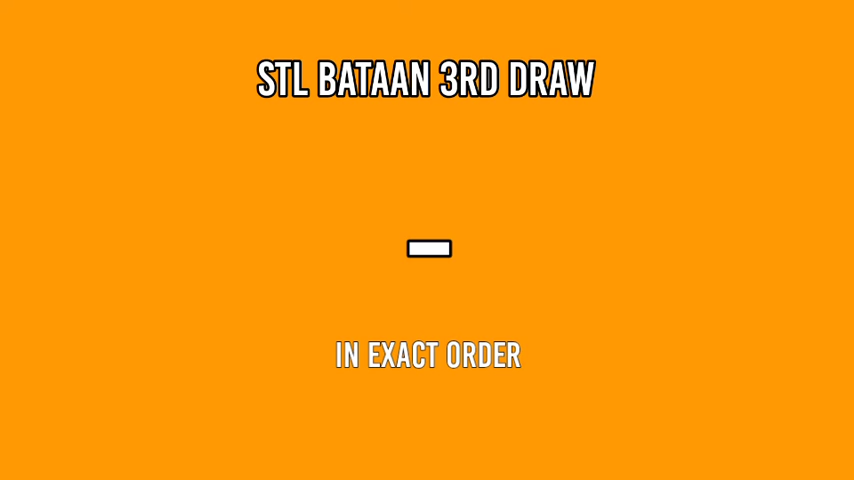 STL BATAAN 3RD DRAW
-
IN EXACT ORDER